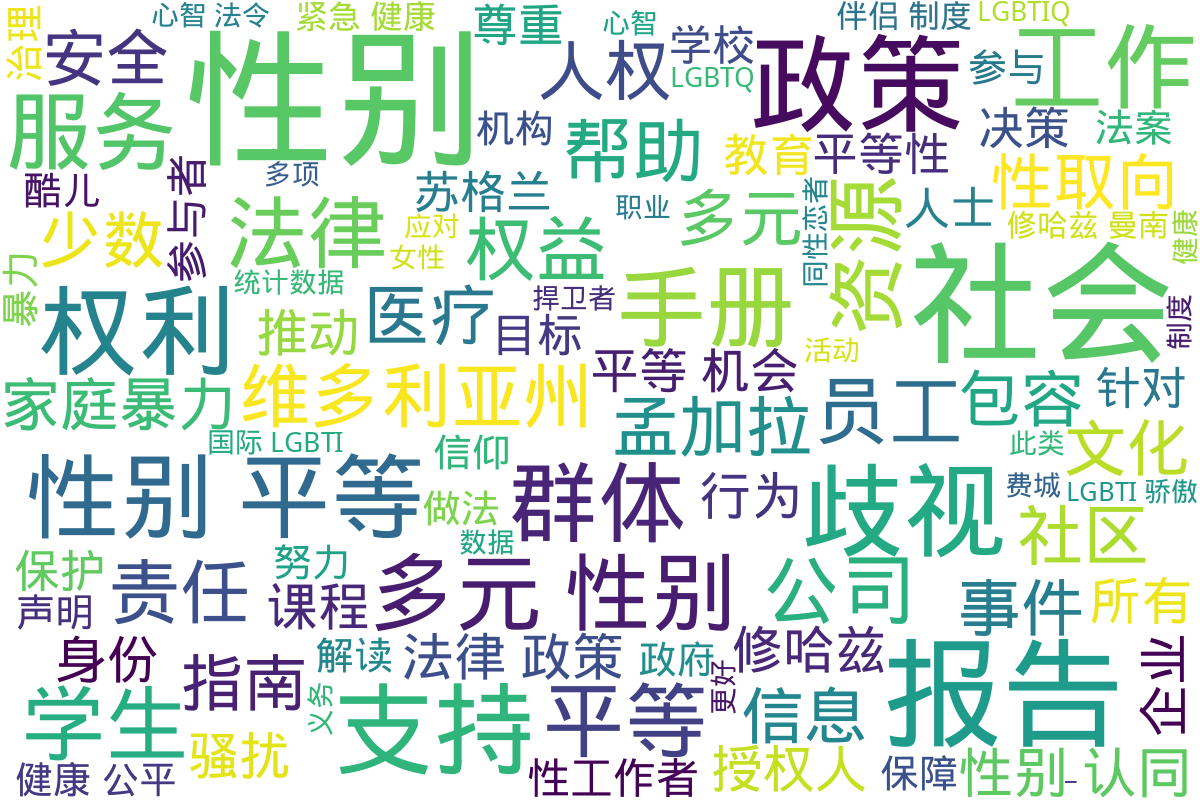 心智 法令
紧急 健康
尊重
心智
伴侣 制度
LGBTIQ
治理
安全
性别
人权
学校
LGBTQ
政策
参与
工作
服务
机构
帮助
教育
平等性
决策
法案
酷儿
参与者
多项
苏格兰
职业
多元
同性恋者
资源
人士
性取向
少数
法律
应对
女性
权益
修哈兹 曼南
健康
暴力
权利
统计数据
推动
医疗
捍卫者
目标
手册
社会
制度
活动
平等 机会
家庭暴力
维多利亚州
孟加拉
员工
包容
针对
国际 LGBTI
信仰
此类
文化
性别 平等
做法
群体
行为
歧视
费城
LGBTI 骄傲
数据
社区
保护
责任
努力
声明
课程
多元 性别
公司
事件
所有
身份
指南
解读
法律 政策
政府
修哈兹
更好
报告
企业
学生
义务
支持
平等
信息
骚扰
健康 公平
性工作者
授权人
保障
性别–认同